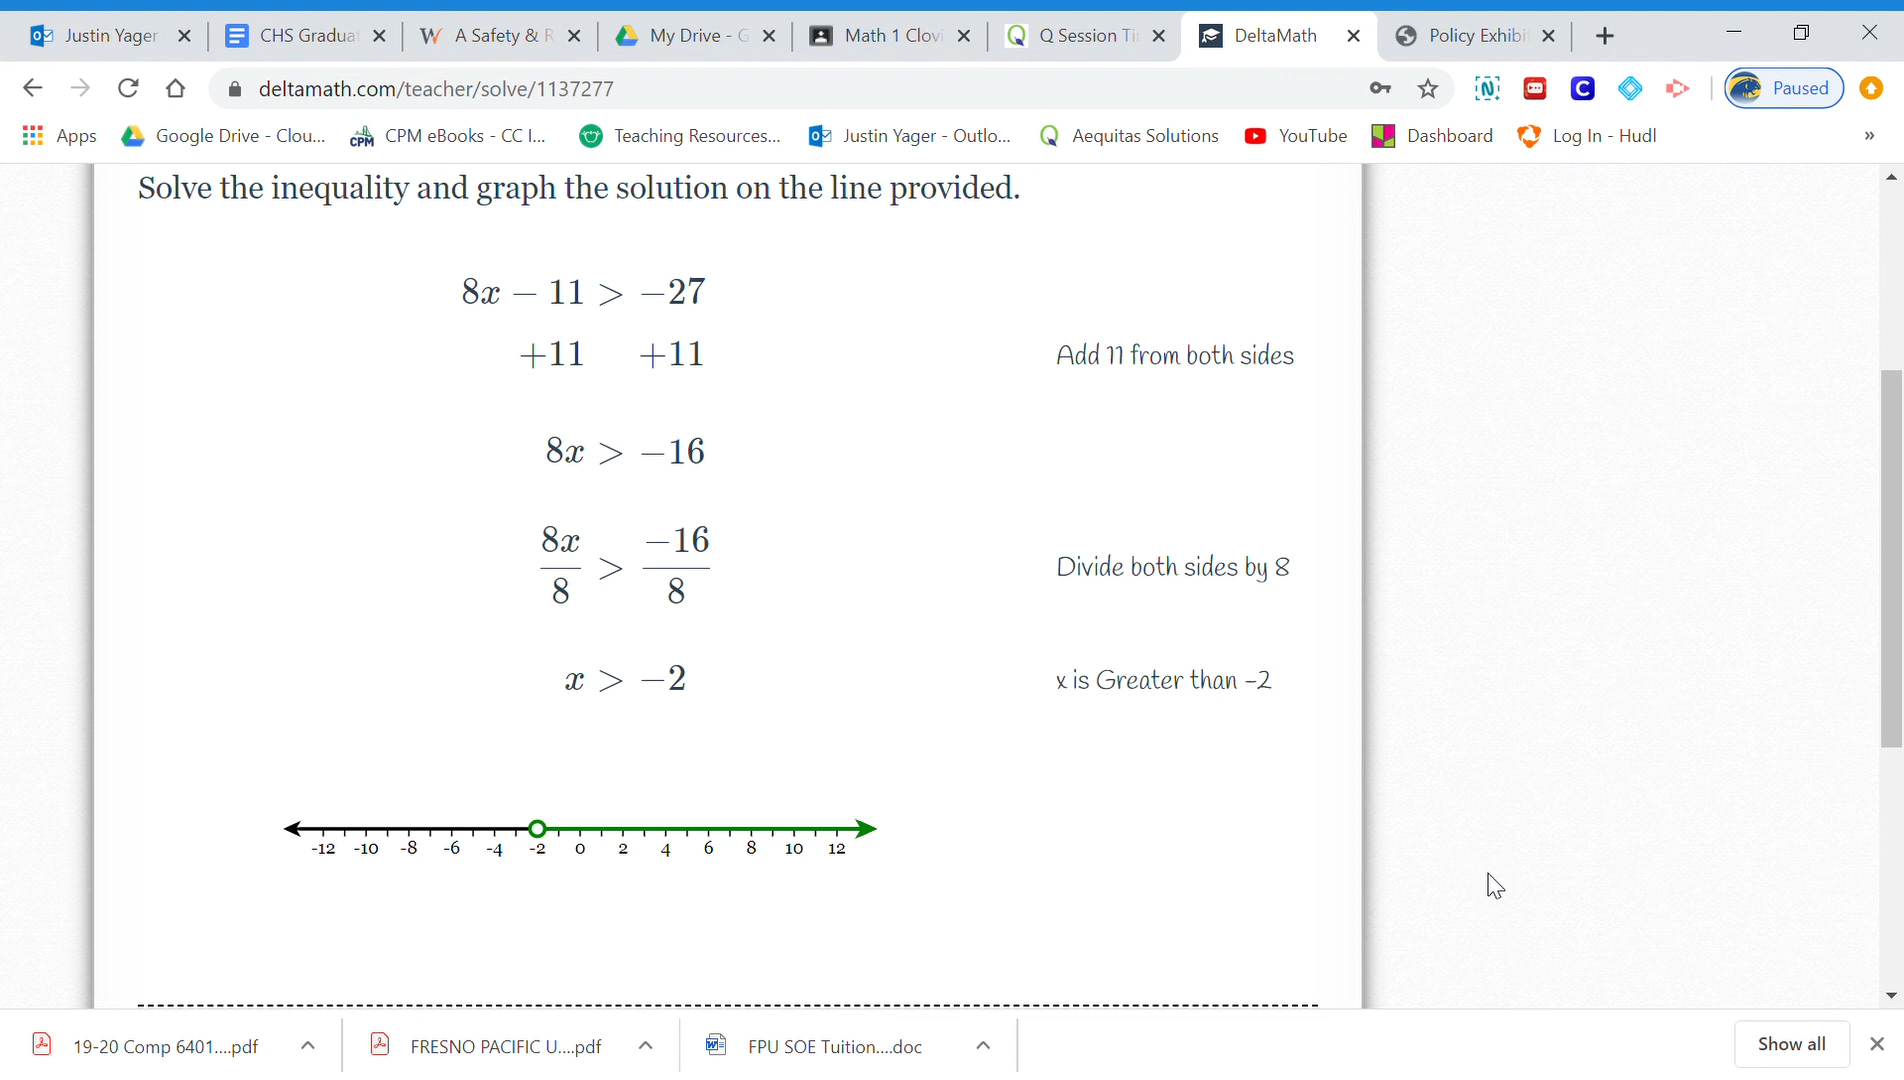 Justin Yager CHS Gradua W A Safety & R My Drive - G Math 1 Clovi Q Session Ti DeltaMath Policy Exhibi
deltamath.com/teacher/solve/1137277 Paused
Apps Google Drive - Clou... CPM CPM eBooks - CC I... Teaching Resources... Justin Yager - Outlo... Aequitas Solutions YouTube Dashboard Log In - Hudl »
Solve the inequality and graph the solution on the line provided.
8x − 11 > −27
+11 +11 Add 11 from both sides
8x > −16
8x/8 > −16/8 Divide both sides by 8
x > −2 x is Greater than -2
-12 -10 -8 -6 -4 -2 0 2 4 6 8 10 12
19-20 Comp 6401....pdf FRESNO PACIFIC U....pdf FPU SOE Tuition....doc Show all